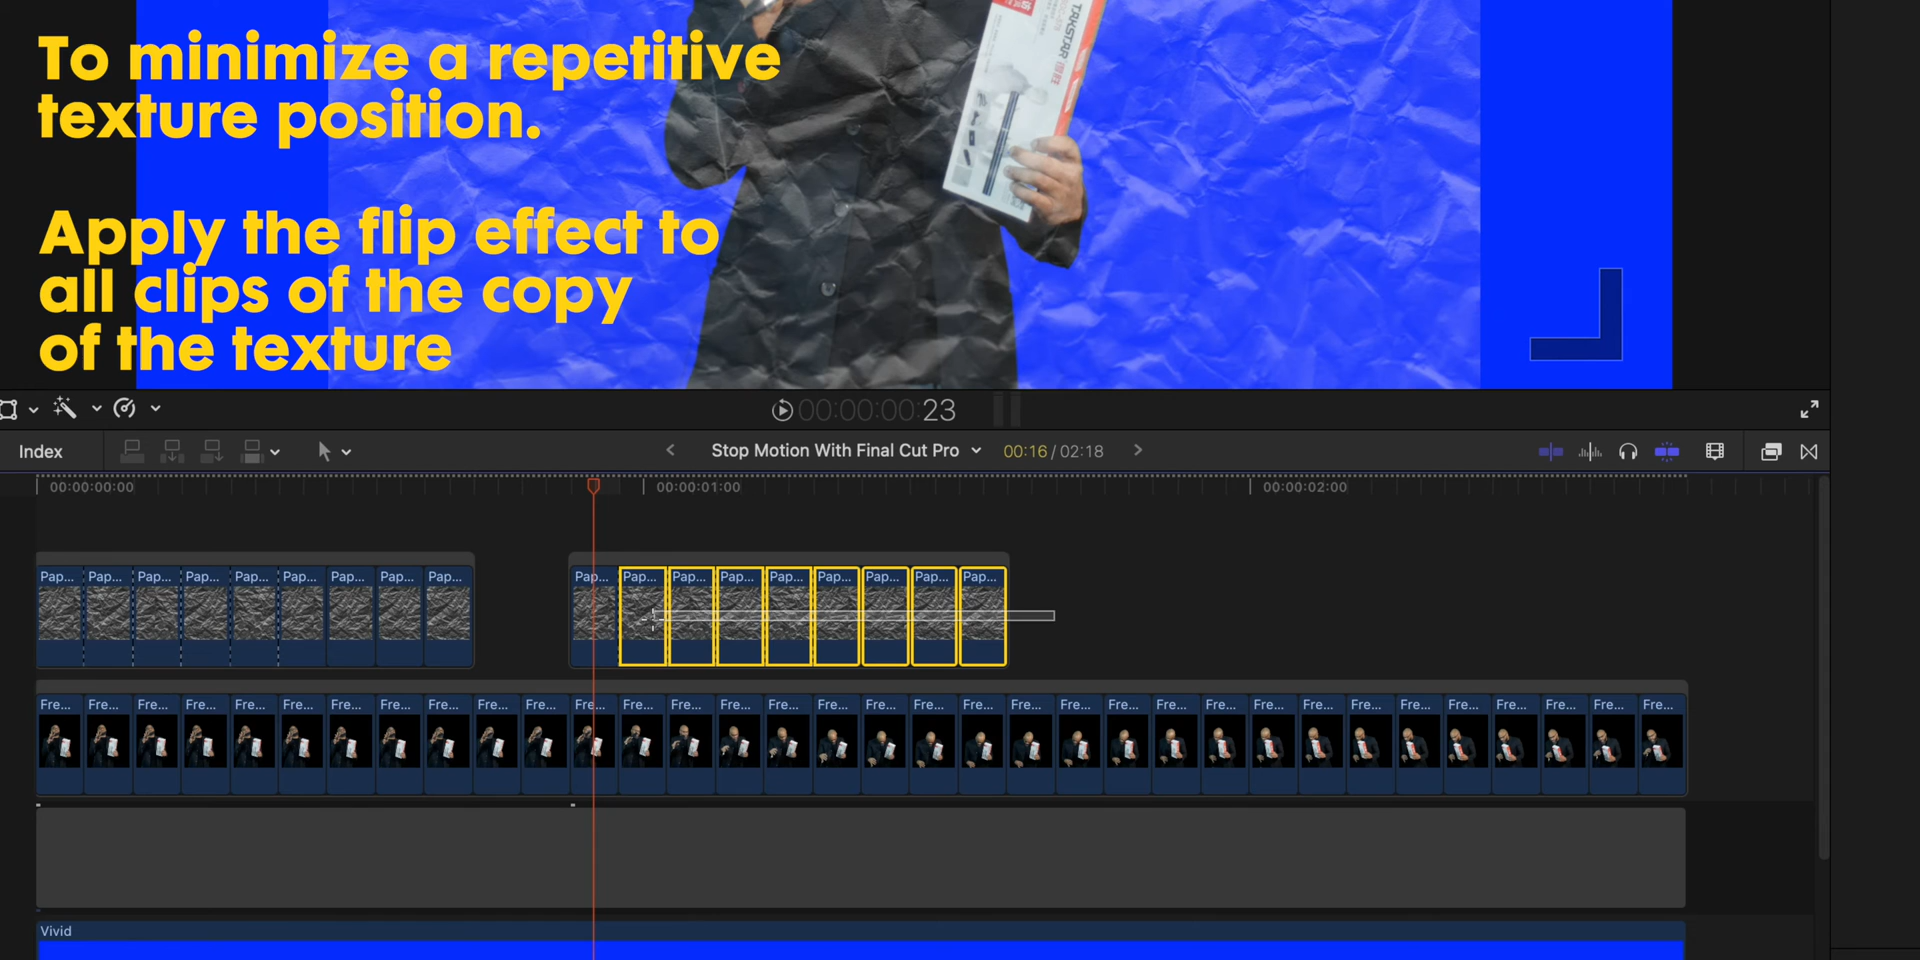 To minimize a repetitive
texture position.
Apply the flip effect to
all clips of the copy
of the texture
TAKSTAR
00:00:00:23
Index
Stop Motion With Final Cut Pro
00:16 / 02:18
00:00:00:00
00:00:01:00
00:00:02:00
Pap... Pap... Pap... Pap... Pap... Pap... Pap... Pap... Pap... Pap... Pap... Pap... Pap... Pap... Pap... Pap... Pap... Pap...
Fre... Fre... Fre... Fre... Fre... Fre... Fre... Fre... Fre... Fre... Fre... Fre... Fre... Fre... Fre... Fre... Fre... Fre... Fre... Fre... Fre... Fre... Fre... Fre... Fre... Fre... Fre... Fre... Fre... Fre... Fre... Fre... Fre... Fre...
Vivid